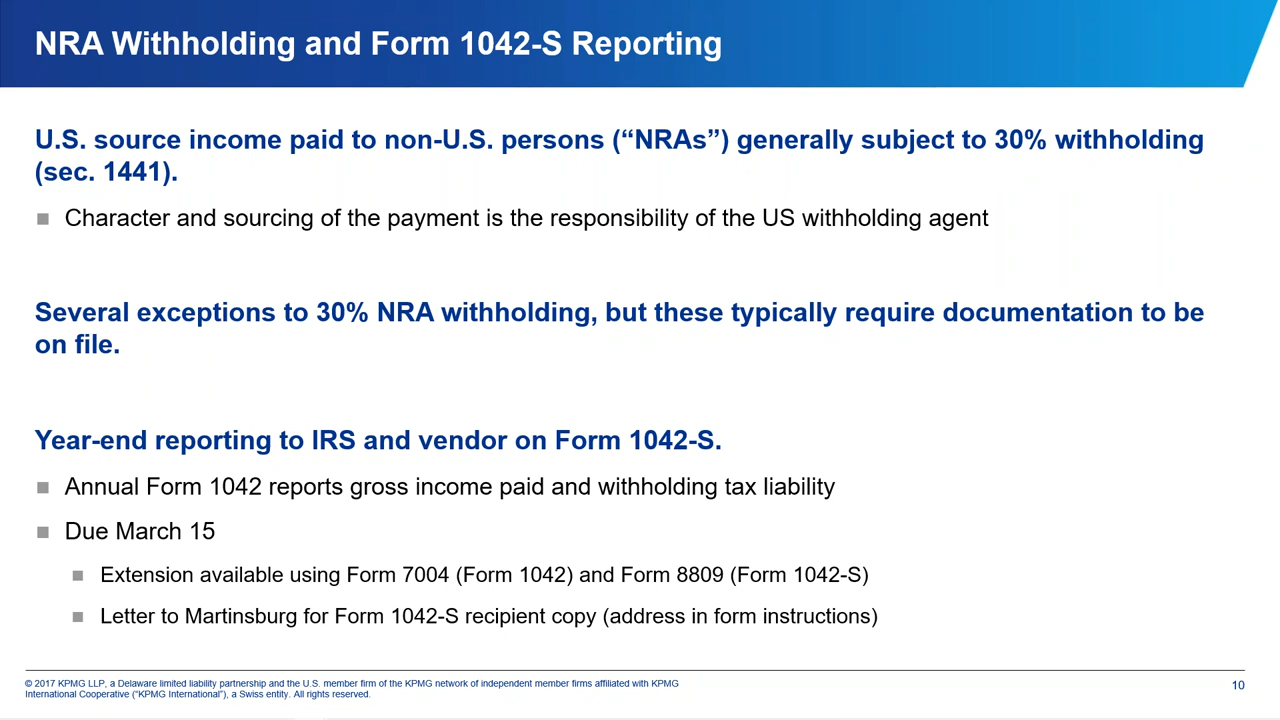 NRA Withholding and Form 1042-S Reporting
U.S. source income paid to non-U.S. persons (“NRAs”) generally subject to 30% withholding
(sec. 1441).
Character and sourcing of the payment is the responsibility of the US withholding agent
Several exceptions to 30% NRA withholding, but these typically require documentation to be
on file.
Year-end reporting to IRS and vendor on Form 1042-S.
Annual Form 1042 reports gross income paid and withholding tax liability
Due March 15
Extension available using Form 7004 (Form 1042) and Form 8809 (Form 1042-S)
Letter to Martinsburg for Form 1042-S recipient copy (address in form instructions)
© 2017 KPMG LLP, a Delaware limited liability partnership and the U.S. member firm of the KPMG network of independent member firms affiliated with KPMG
International Cooperative (“KPMG International”), a Swiss entity. All rights reserved.
10